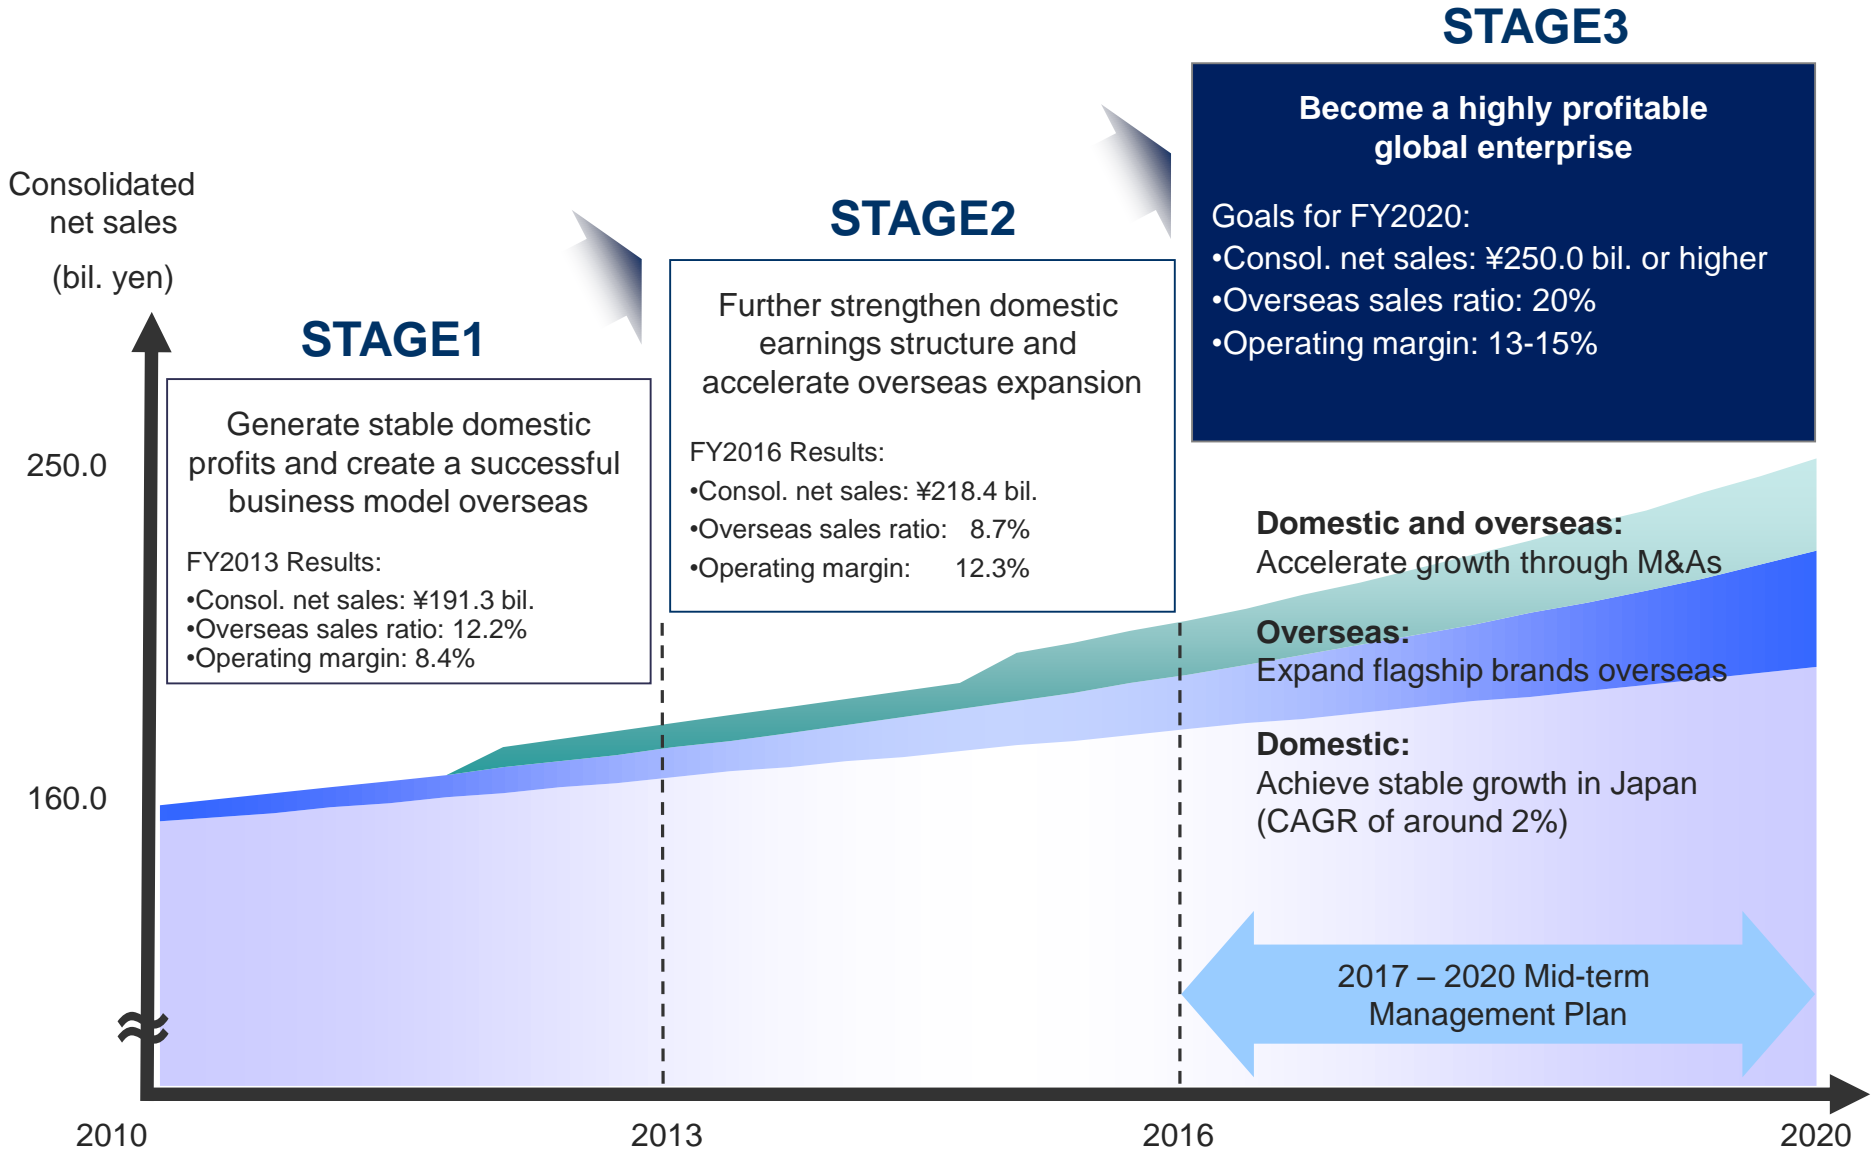 STAGE3
Become a highly profitable
global enterprise
Goals for FY2020:
•Consol. net sales: ¥250.0 bil. or higher
•Overseas sales ratio: 20%
•Operating margin: 13-15%
STAGE2
Further strengthen domestic
earnings structure and
accelerate overseas expansion
FY2016 Results:
•Consol. net sales: ¥218.4 bil.
•Overseas sales ratio: 8.7%
•Operating margin: 12.3%
Consolidated
net sales
(bil. yen)
STAGE1
Generate stable domestic
profits and create a successful
business model overseas
FY2013 Results:
•Consol. net sales: ¥191.3 bil.
•Overseas sales ratio: 12.2%
•Operating margin: 8.4%
250.0
160.0
Domestic and overseas:
Accelerate growth through M&As
Overseas:
Expand flagship brands overseas
Domestic:
Achieve stable growth in Japan
(CAGR of around 2%)
2017 – 2020 Mid-term
Management Plan
2010
2013
2016
2020